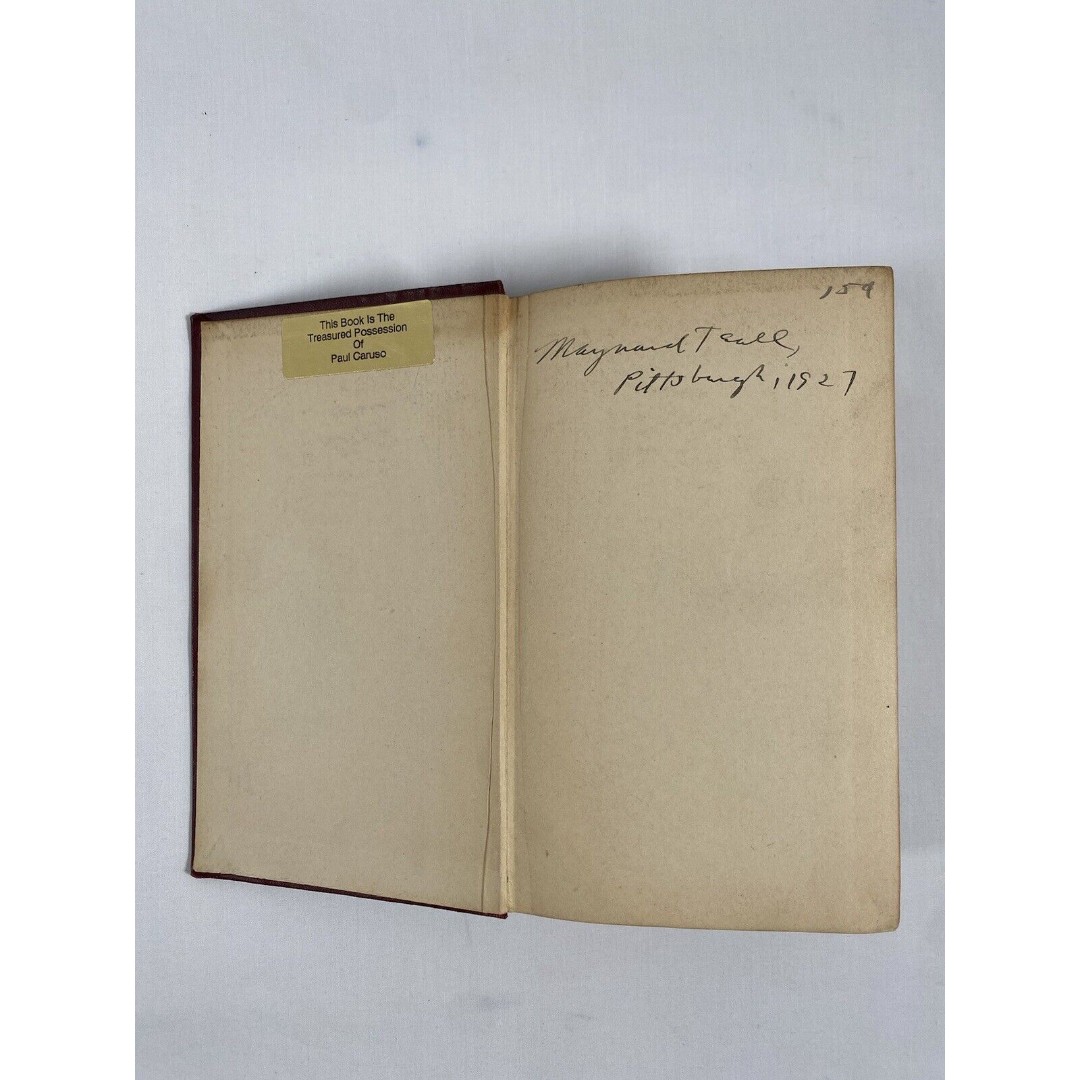 This Book Is The
Treasured Possession
Of
Paul Caruso
159
Maynard Teall,
Pittsburgh, 1927